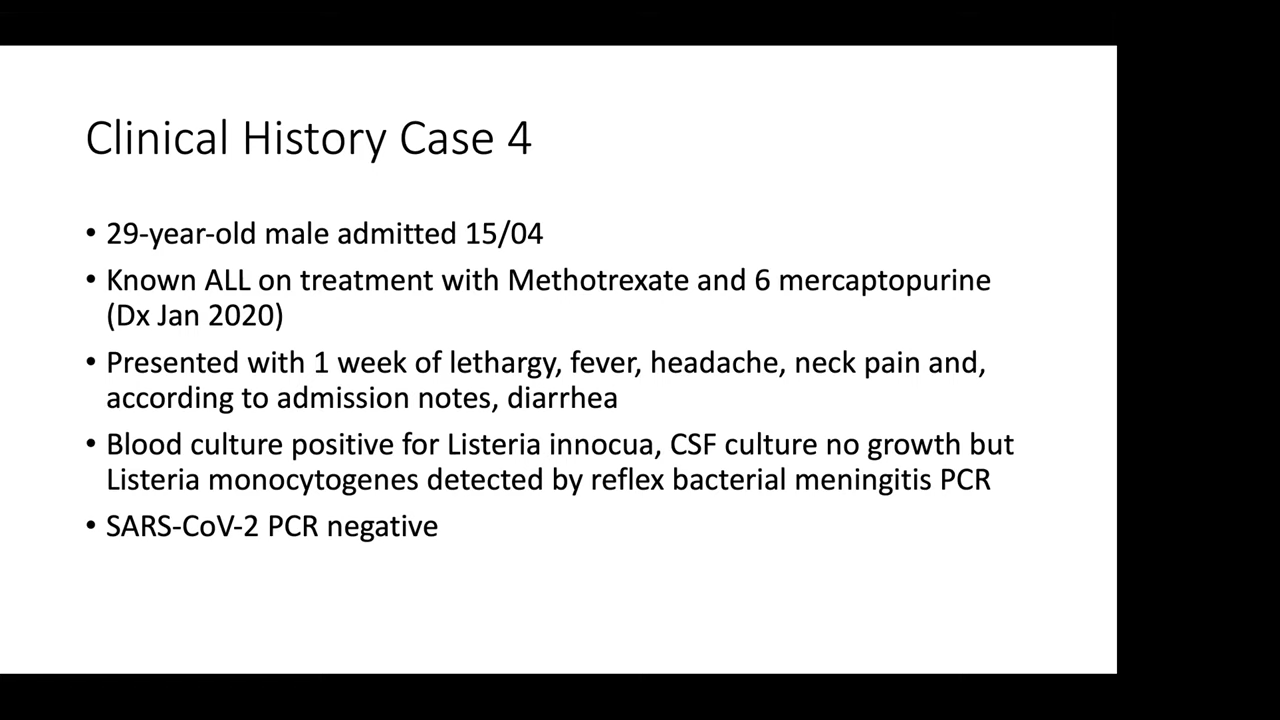 Clinical History Case 4
• 29-year-old male admitted 15/04
• Known ALL on treatment with Methotrexate and 6 mercaptopurine
(Dx Jan 2020)
• Presented with 1 week of lethargy, fever, headache, neck pain and,
according to admission notes, diarrhea
• Blood culture positive for Listeria innocua, CSF culture no growth but
Listeria monocytogenes detected by reflex bacterial meningitis PCR
• SARS-CoV-2 PCR negative